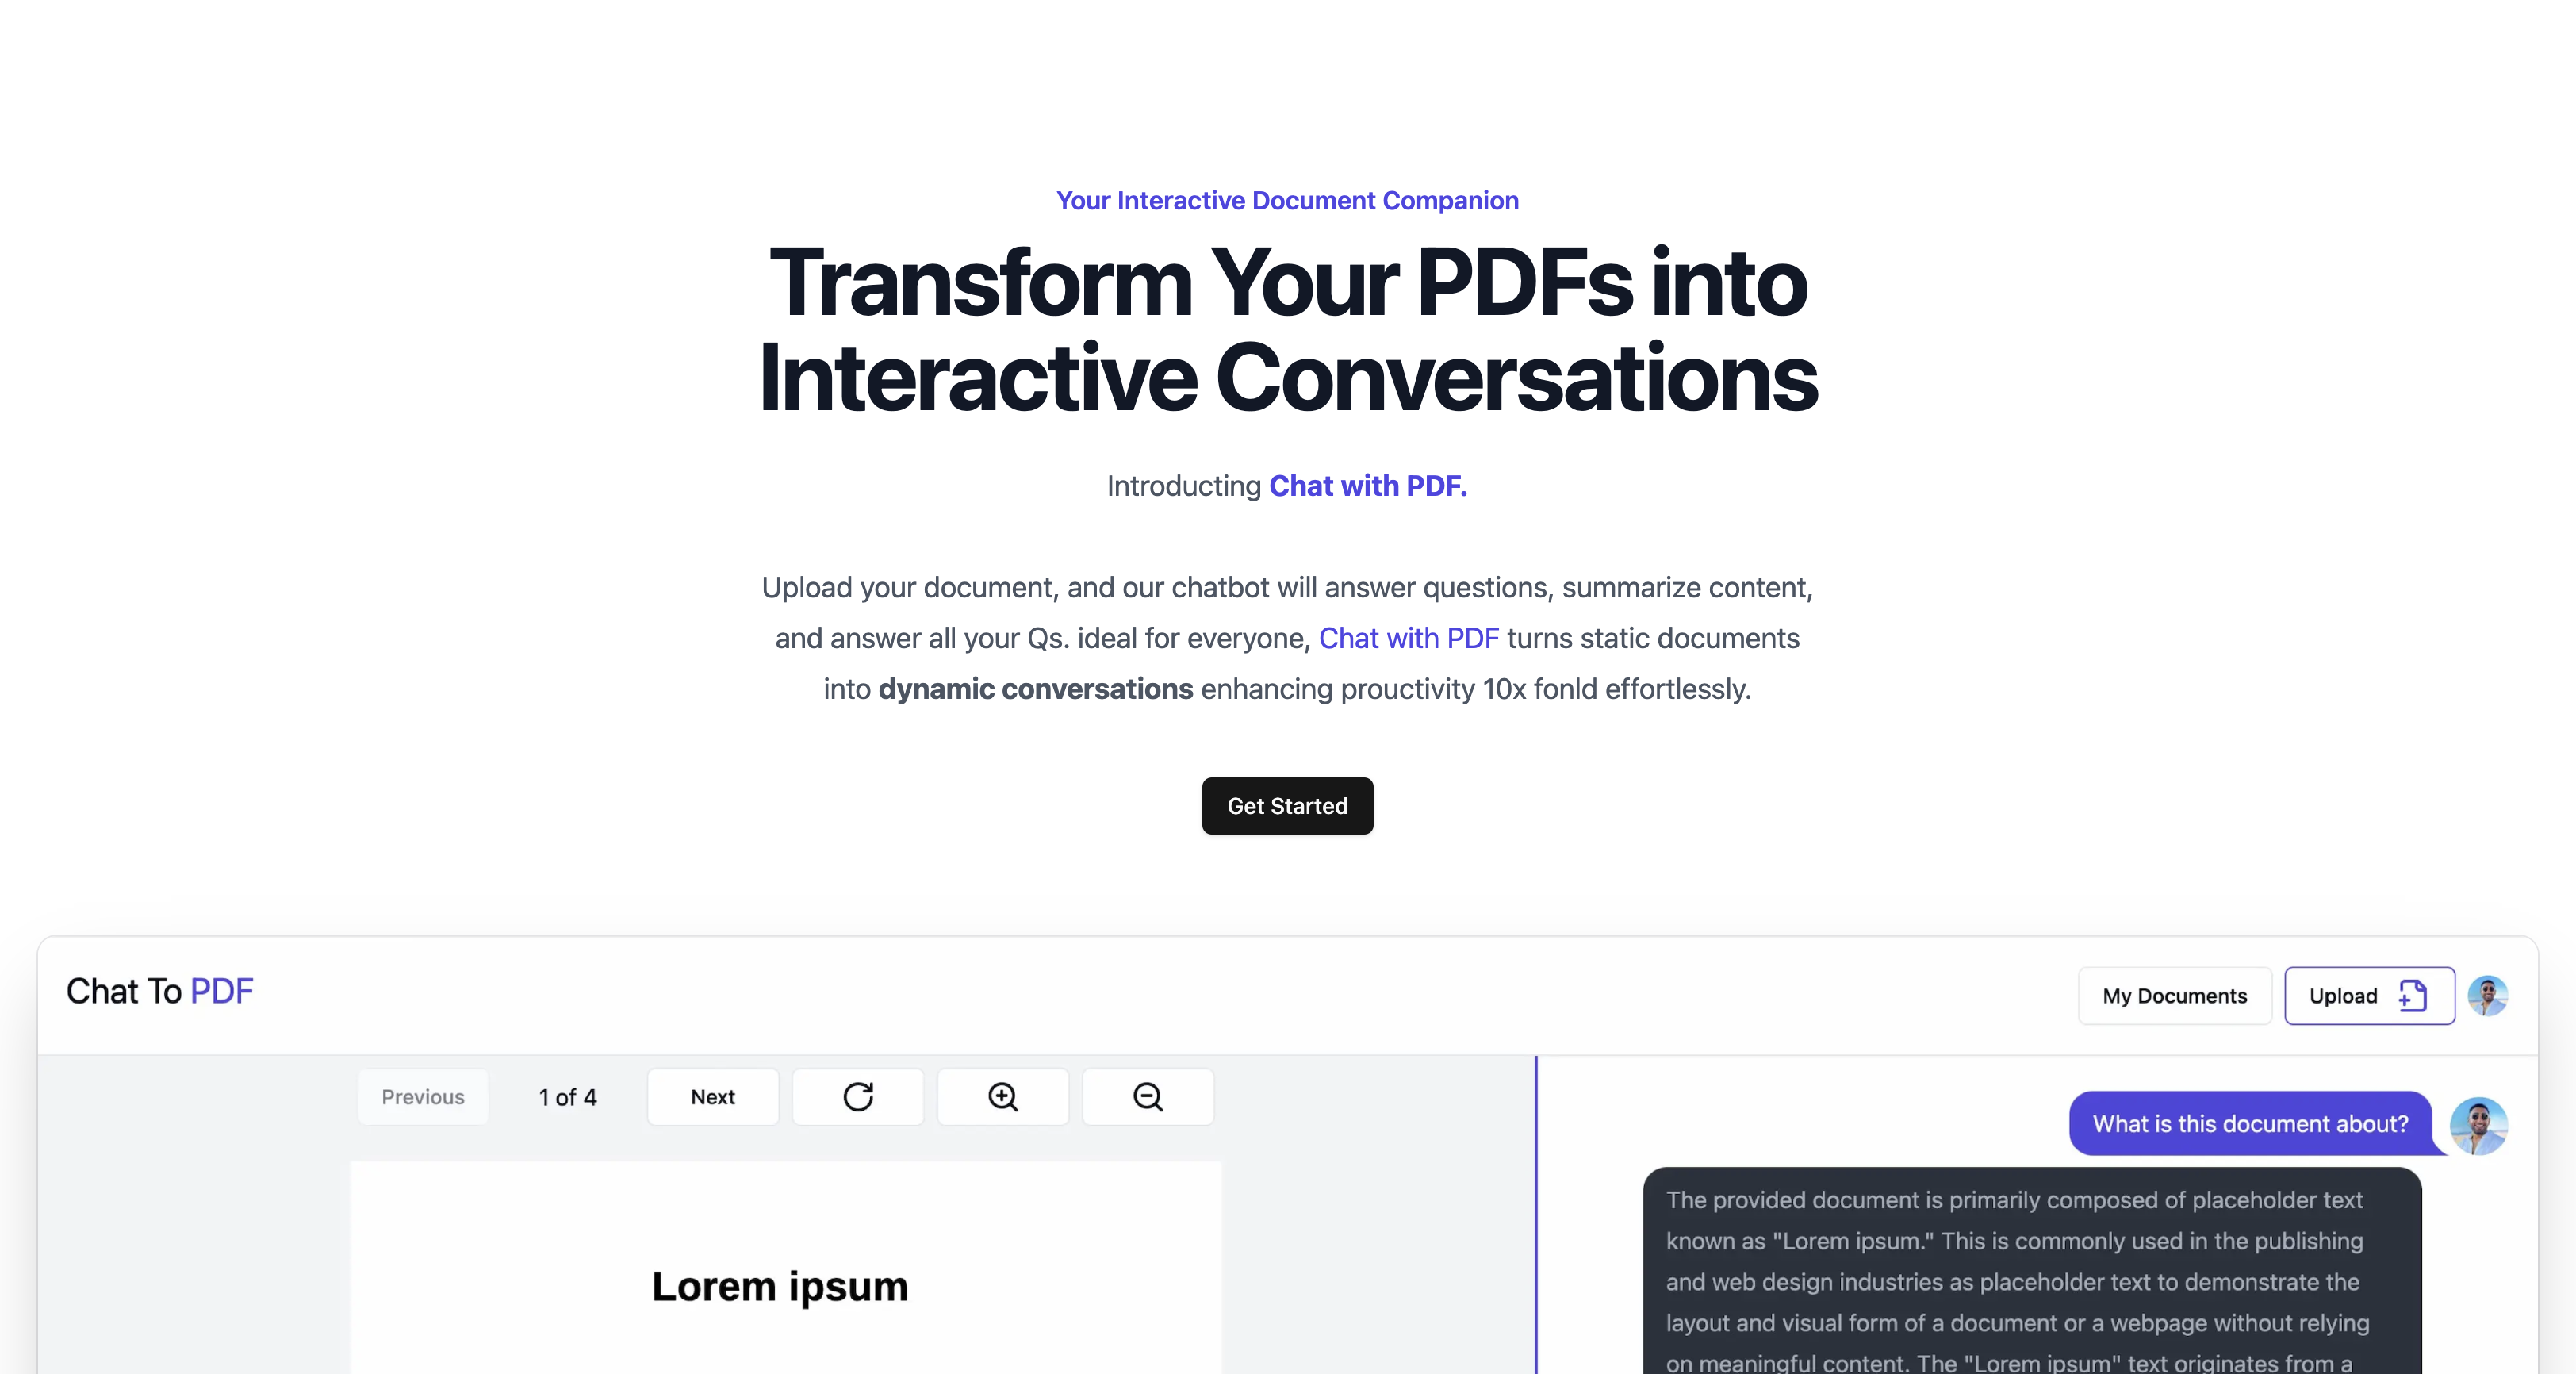 Your Interactive Document Companion
Transform Your PDFs into
Interactive Conversations
Introducting Chat with PDF.
Upload your document, and our chatbot will answer questions, summarize content,
and answer all your Qs. ideal for everyone, Chat with PDF turns static documents
into dynamic conversations enhancing prouctivity 10x fonld effortlessly.
Get Started
Chat To PDF
My Documents
Upload
Previous
1 of 4
Next
Lorem ipsum
What is this document about?
The provided document is primarily composed of placeholder text
known as "Lorem ipsum." This is commonly used in the publishing
and web design industries as placeholder text to demonstrate the
layout and visual form of a document or a webpage without relying
on meaningful content. The "Lorem ipsum" text originates from a